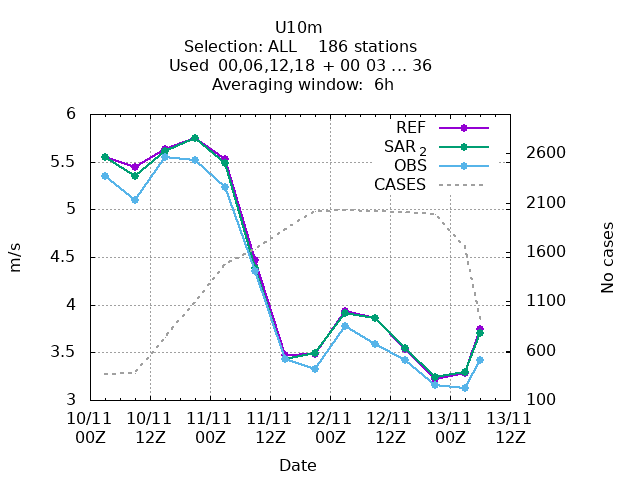 U10m
Selection: ALL    186 stations
Used  00,06,12,18  + 00 03 ... 36
Averaging window:  6h
REF
SAR 2
OBS
CASES
m/s
6
5.5
5
4.5
4
3.5
3
No cases
2600
2100
1600
1100
600
100
10/11 00Z
10/11 12Z
11/11 00Z
11/11 12Z
12/11 00Z
12/11 12Z
13/11 00Z
13/11 12Z
Date